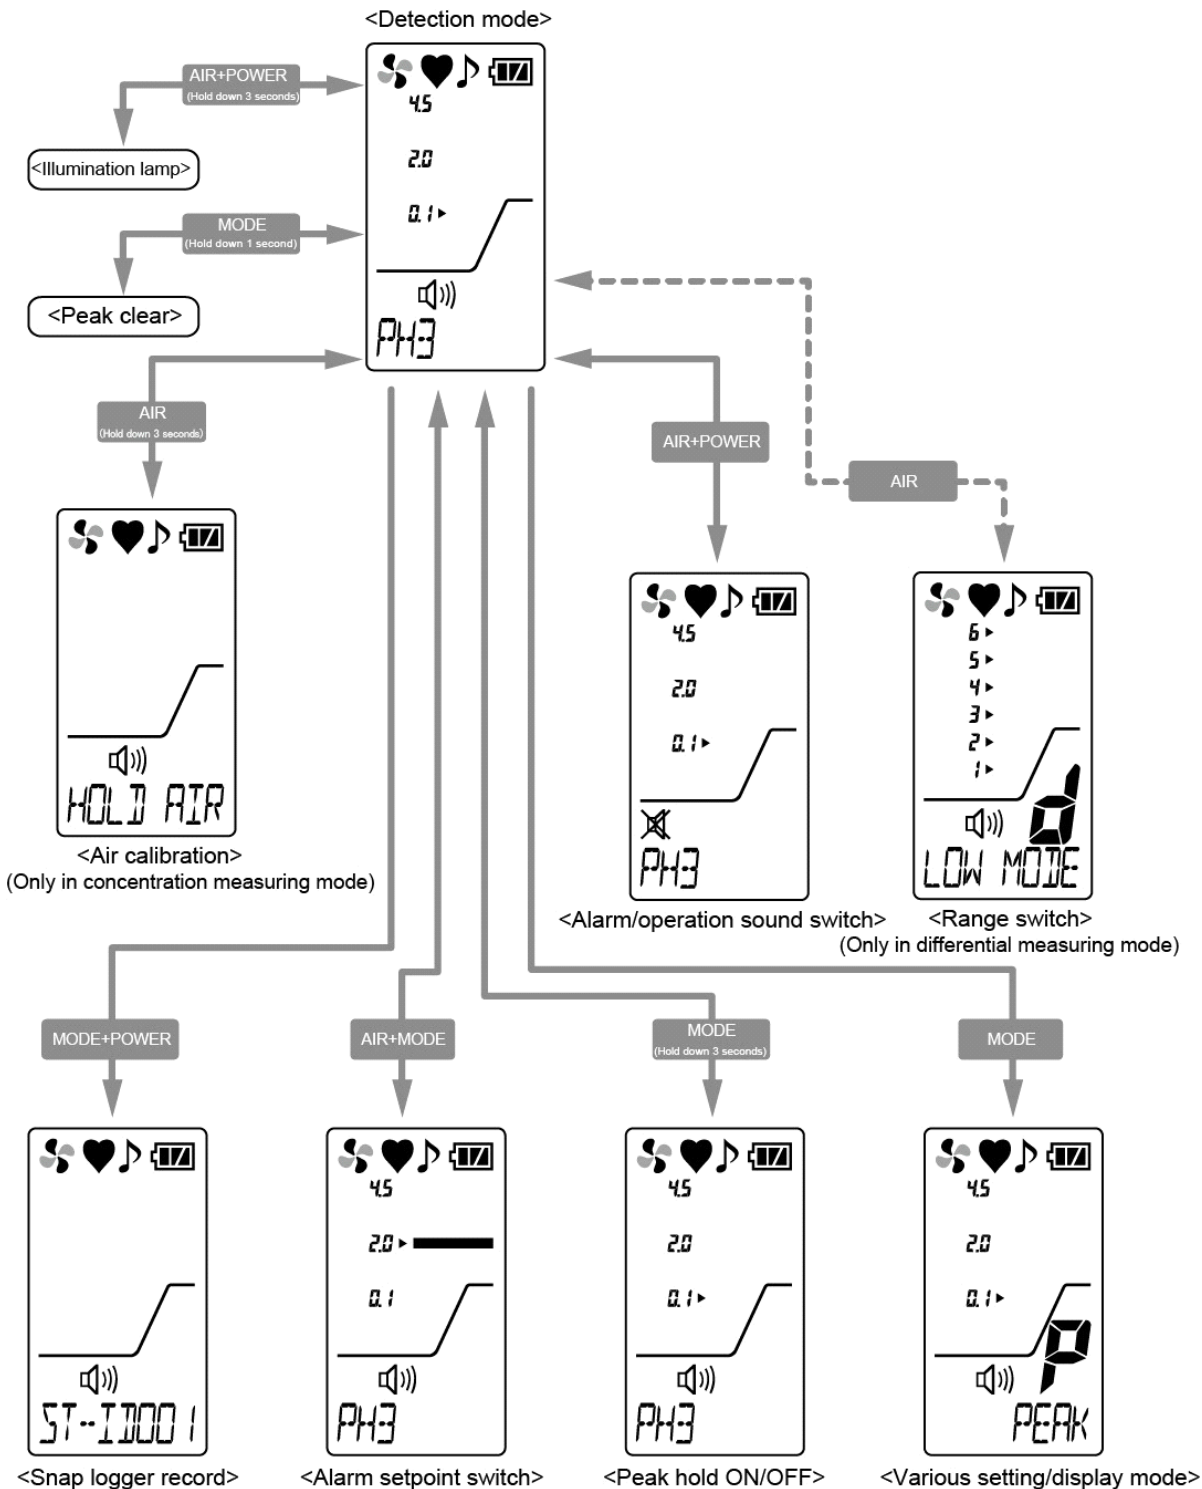 <Detection mode>
AIR+POWER
(Hold down 3 seconds)
4.5
<Illumination lamp>
2.0
0.1
MODE
(Hold down 1 second)
<Peak clear>
PH3
AIR
(Hold down 3 seconds)
AIR+POWER
AIR
HOLD AIR
<Air calibration>
(Only in concentration measuring mode)
4.5
2.0
0.1
PH3
<Alarm/operation sound switch>
6
5
4
3
2
1
d
LOW MODE
<Range switch>
(Only in differential measuring mode)
MODE+POWER
AIR+MODE
MODE
(Hold down 3 seconds)
MODE
ST--ID001
<Snap logger record>
4.5
2.0
0.1
PH3
<Alarm setpoint switch>
4.5
2.0
0.1
PH3
<Peak hold ON/OFF>
4.5
2.0
0.1
P
PEAK
<Various setting/display mode>